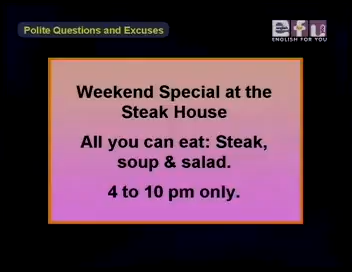 Polite Questions and Excuses
efu
ENGLISH FOR YOU
Weekend Special at the
Steak House
All you can eat: Steak,
soup & salad.
4 to 10 pm only.